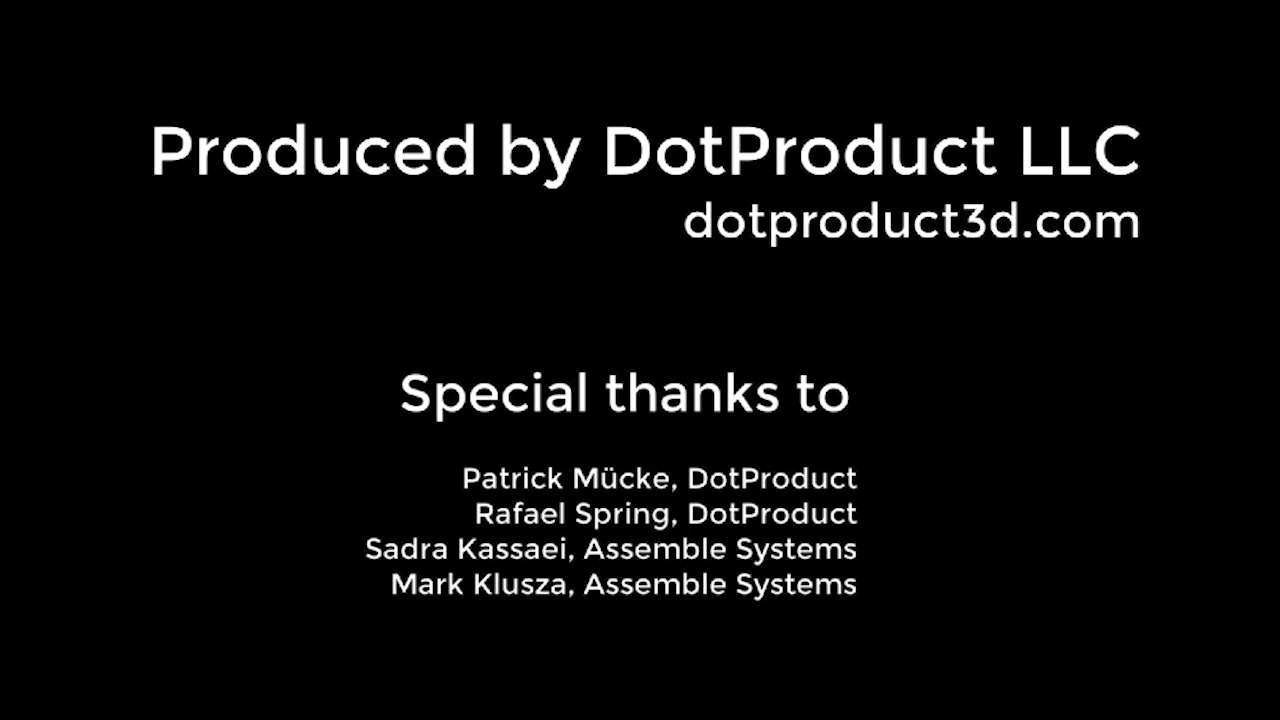 Produced by DotProduct LLC
dotproduct3d.com
Special thanks to
Patrick Mücke, DotProduct
Rafael Spring, DotProduct
Sadra Kassaei, Assemble Systems
Mark Klusza, Assemble Systems